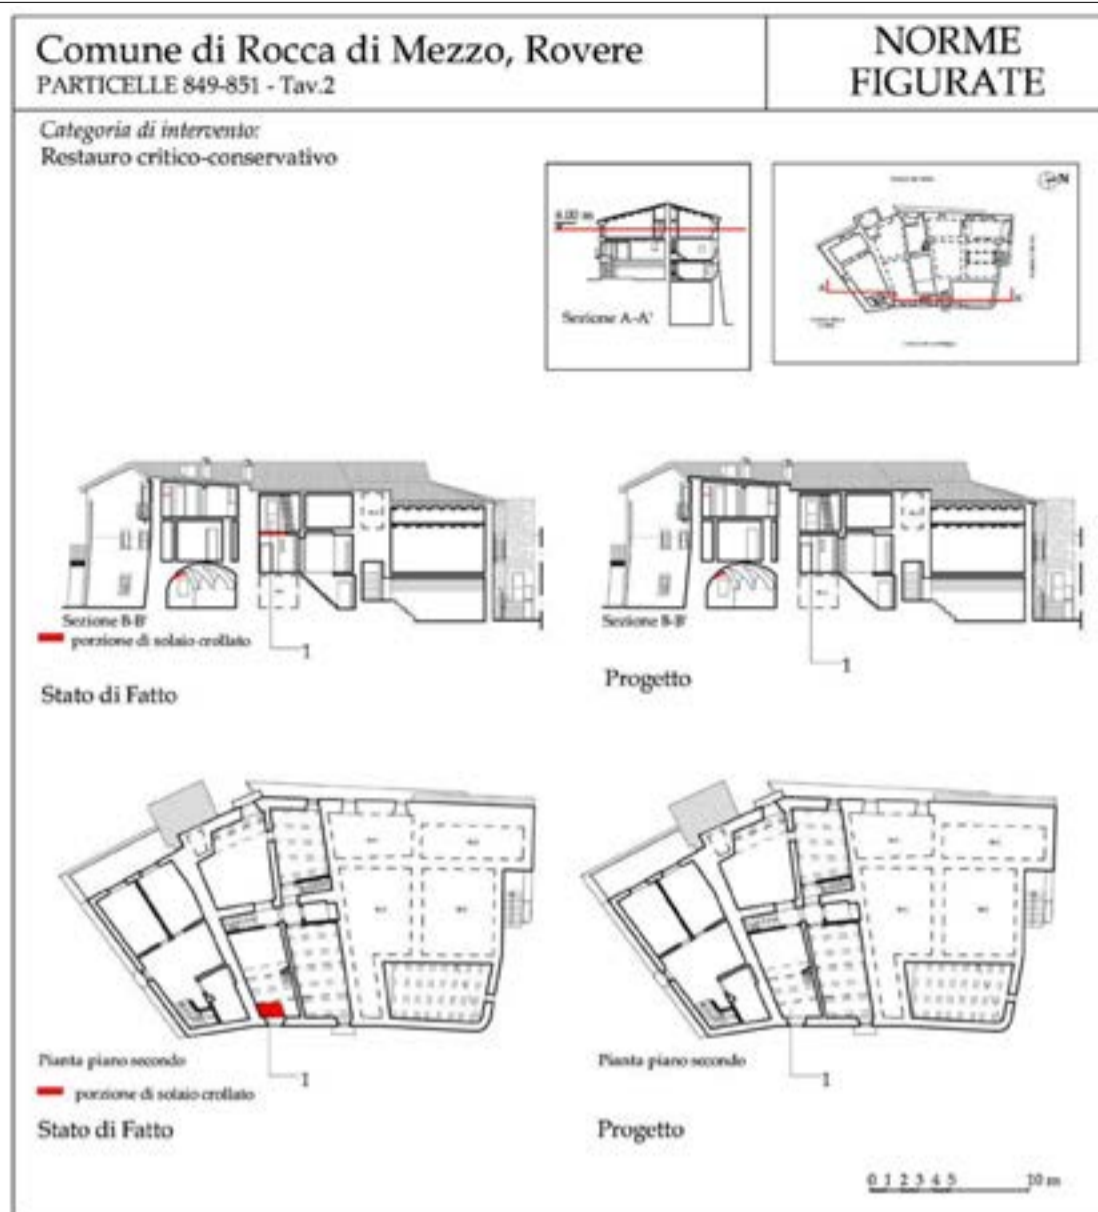 Comune di Rocca di Mezzo, Rovere
PARTICELLE 849-851 - Tav.2
NORME
FIGURATE
Categoria di intervento:
Restauro critico-conservativo
6.00 m
Sezione A-A'
N
Sezione B-B'
porzione di solaio crollato
1
Stato di Fatto
Sezione B-B'
1
Progetto
Pianta piano secondo
1
porzione di solaio crollato
Stato di Fatto
Pianta piano secondo
1
Progetto
0 1 2 3 4 5 10 m